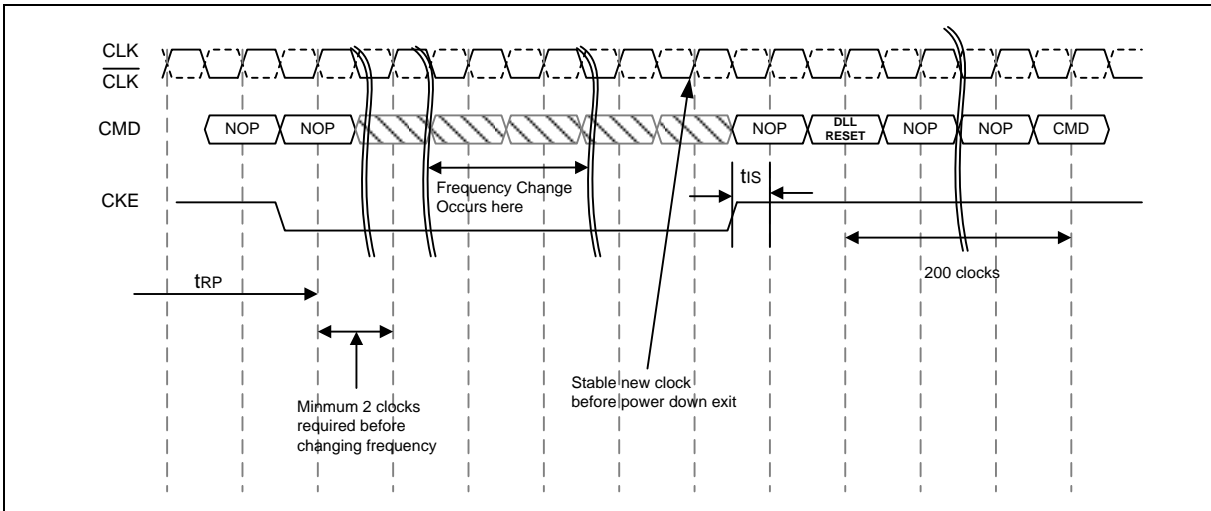 CLK
CLK
CMD
NOP
NOP
NOP
DLL
RESET
NOP
NOP
CMD
tIS
Frequency Change
Occurs here
CKE
200 clocks
tRP
Stable new clock
before power down exit
Minmum 2 clocks
required before
changing frequency